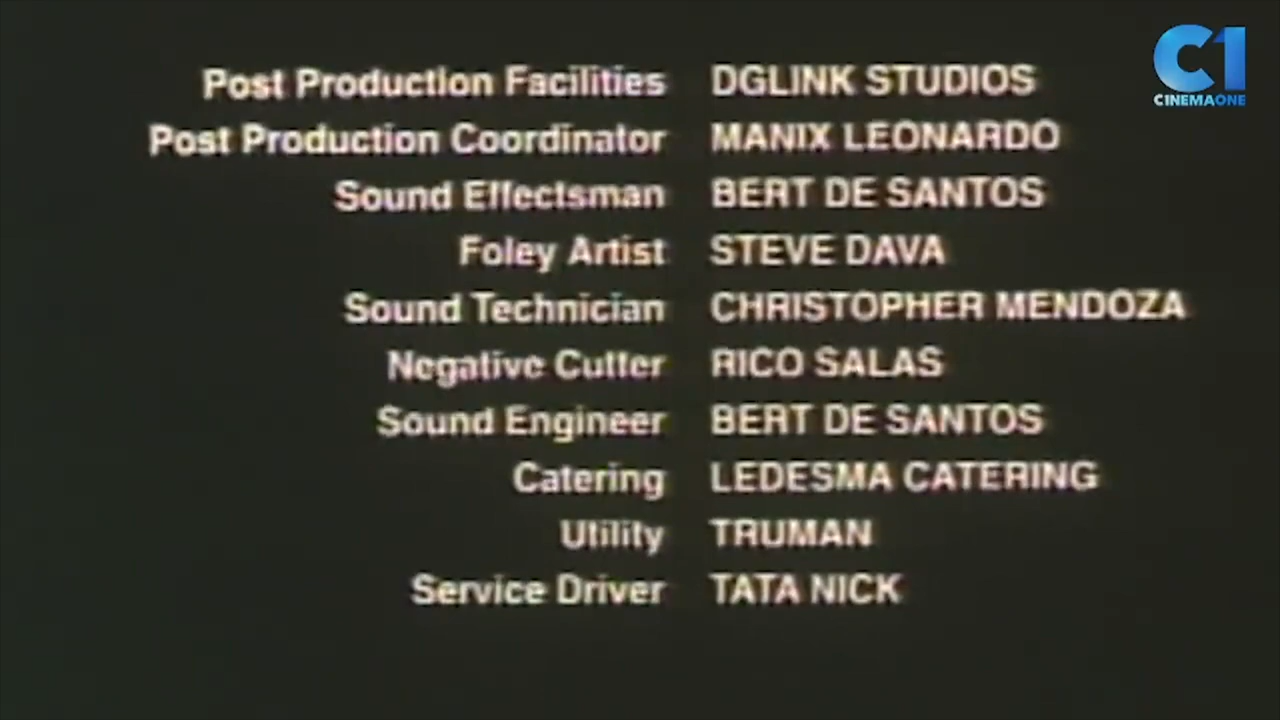 C1
CINEMAONE
Post Production Facilities DGLINK STUDIOS
Post Production Coordinator MANIX LEONARDO
Sound Effectsman BERT DE SANTOS
Foley Artist STEVE DAVA
Sound Technician CHRISTOPHER MENDOZA
Negative Cutter RICO SALAS
Sound Engineer BERT DE SANTOS
Catering LEDESMA CATERING
Utility TRUMAN
Service Driver TATA NICK